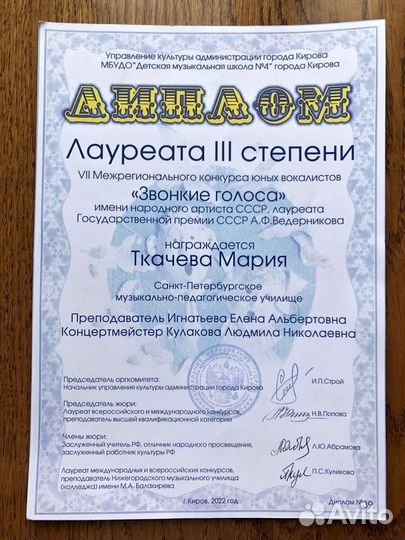 Управление культуры администрации города Кирова
МБУДО "Детская музыкальная школа №4" города Кирова
ДИПЛОМ
Лауреата III степени
VII Межрегионального конкурса юных вокалистов
«Звонкие голоса»
имени народного артиста СССР, лауреата
Государственной премии СССР А.Ф.Ведерникова
награждается
Ткачева Мария
Санкт-Петербургское
музыкально-педагогическое училище
Преподаватель Игнатьева Елена Альбертовна
Концертмейстер Кулакова Людмила Николаевна
Председатель оргкомитета:
Начальник управления культуры администрации города Кирова
И.П.Строй
Председатель жюри:
Лауреат всероссийского и международного конкурсов,
преподаватель высшей квалификационной категории
Н.В.Попова
Члены жюри:
Заслуженный учитель РФ, отличник народного просвещения,
заслуженный работник культуры РФ
Л.Ю.Абрамова
Лауреат международных и всероссийских конкурсов,
преподаватель Нижегородского музыкального училища
(колледжа) имени М.А. Балакирева
П.С.Куликова
г.Киров, 2022 год
Диплом №39
Avito